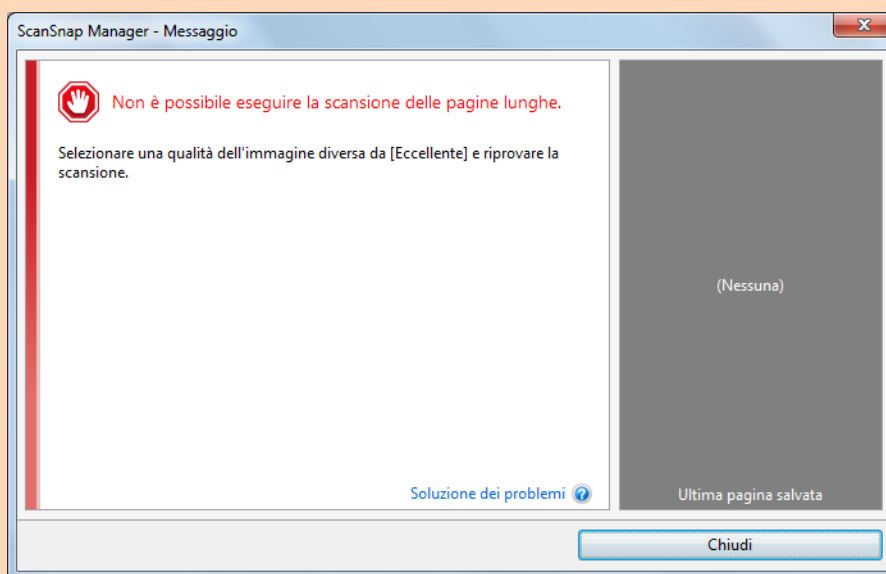 ScanSnap Manager - Messaggio
Non è possibile eseguire la scansione delle pagine lunghe.
Selezionare una qualità dell'immagine diversa da [Eccellente] e riprovare la
scansione.
(Nessuna)
Soluzione dei problemi
Ultima pagina salvata
Chiudi